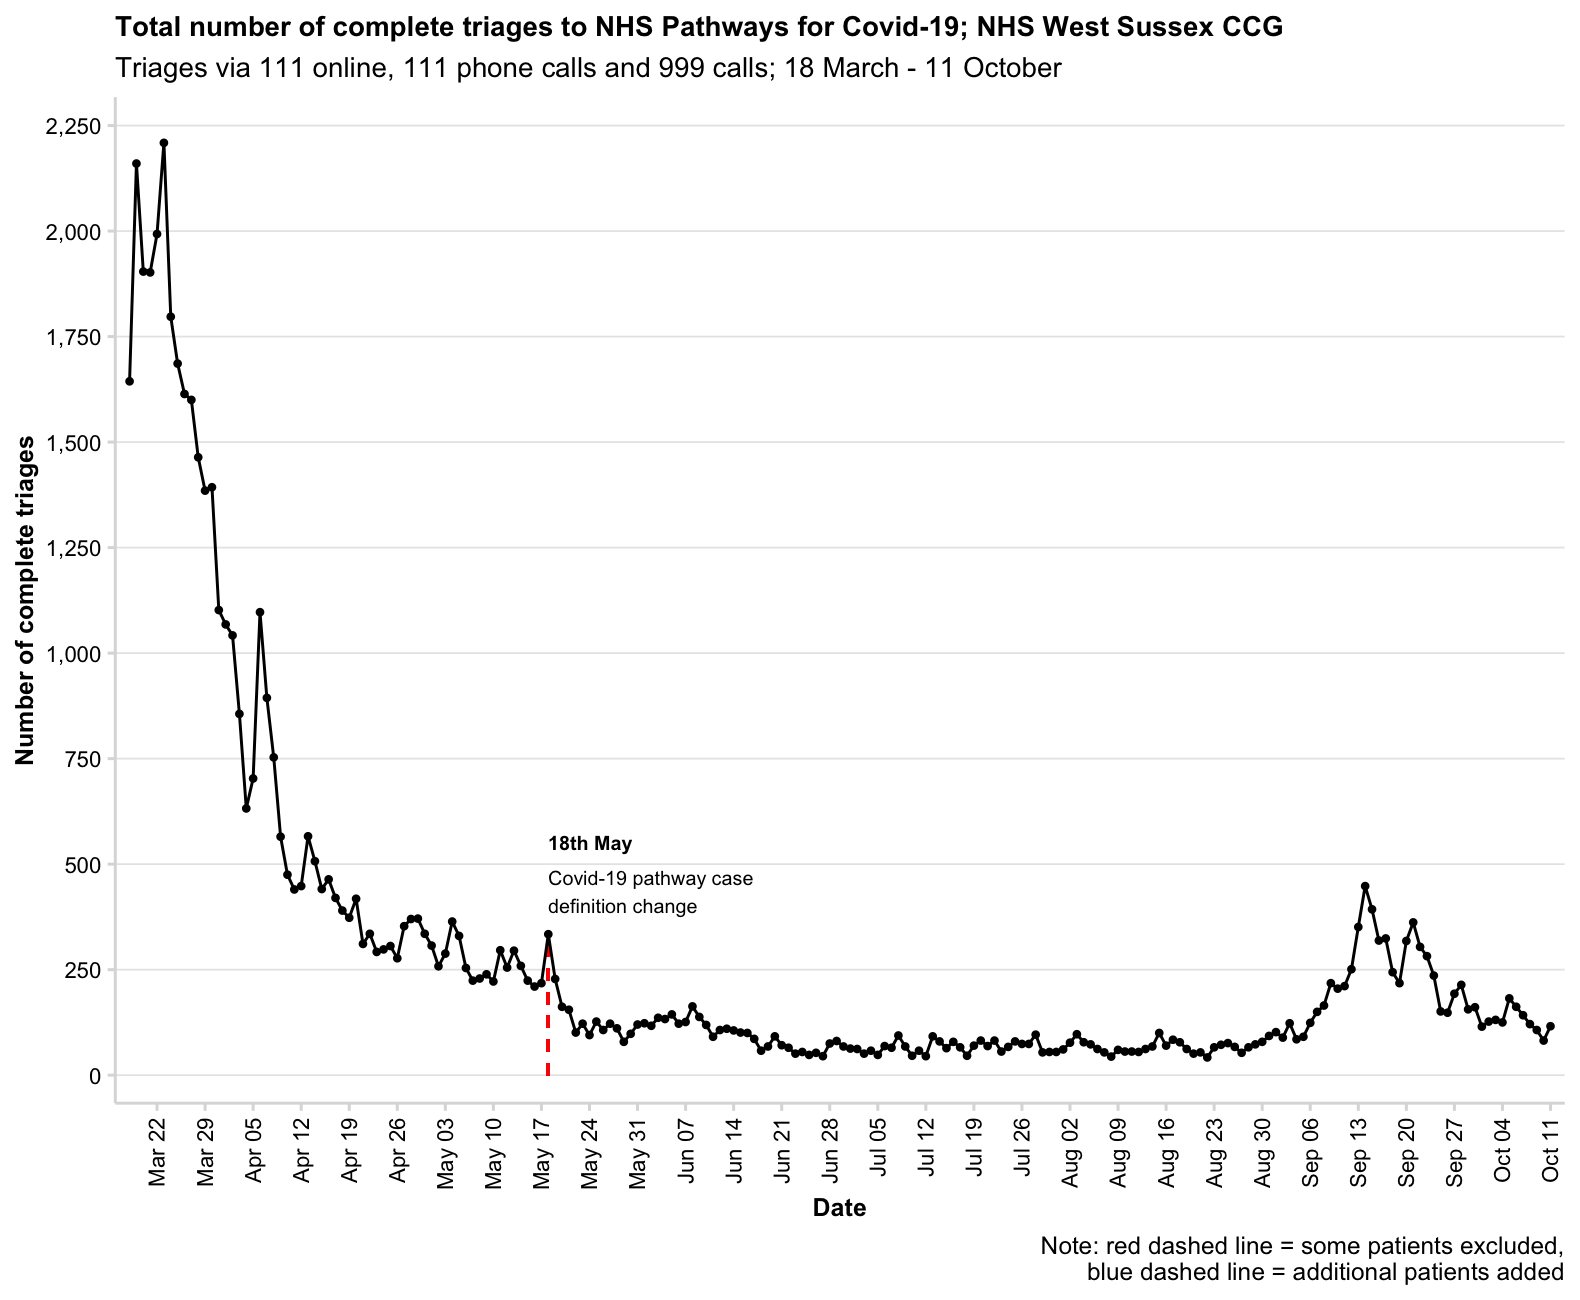 Total number of complete triages to NHS Pathways for Covid-19; NHS West Sussex CCG
Triages via 111 online, 111 phone calls and 999 calls; 18 March - 11 October
Number of complete triages
2,250
2,000
1,750
1,500
1,250
1,000
750
500
250
0
18th May
Covid-19 pathway case
definition change
Mar 22
Mar 29
Apr 05
Apr 12
Apr 19
Apr 26
May 03
May 10
May 17
May 24
May 31
Jun 07
Jun 14
Jun 21
Jun 28
Jul 05
Jul 12
Jul 19
Jul 26
Aug 02
Aug 09
Aug 16
Aug 23
Aug 30
Sep 06
Sep 13
Sep 20
Sep 27
Oct 04
Oct 11
Date
Note: red dashed line = some patients excluded,
blue dashed line = additional patients added